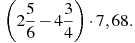 (2 5/6 − 4 3/4) · 7,68.